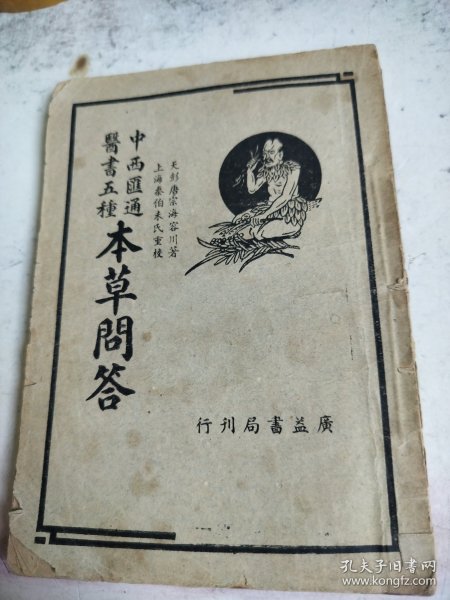 中西匯通
醫書五種
本草問答
天彭唐宗海容川著
上海秦伯未氏重校
行刊局書益廣
孔夫子旧书网
www.kongfz.com